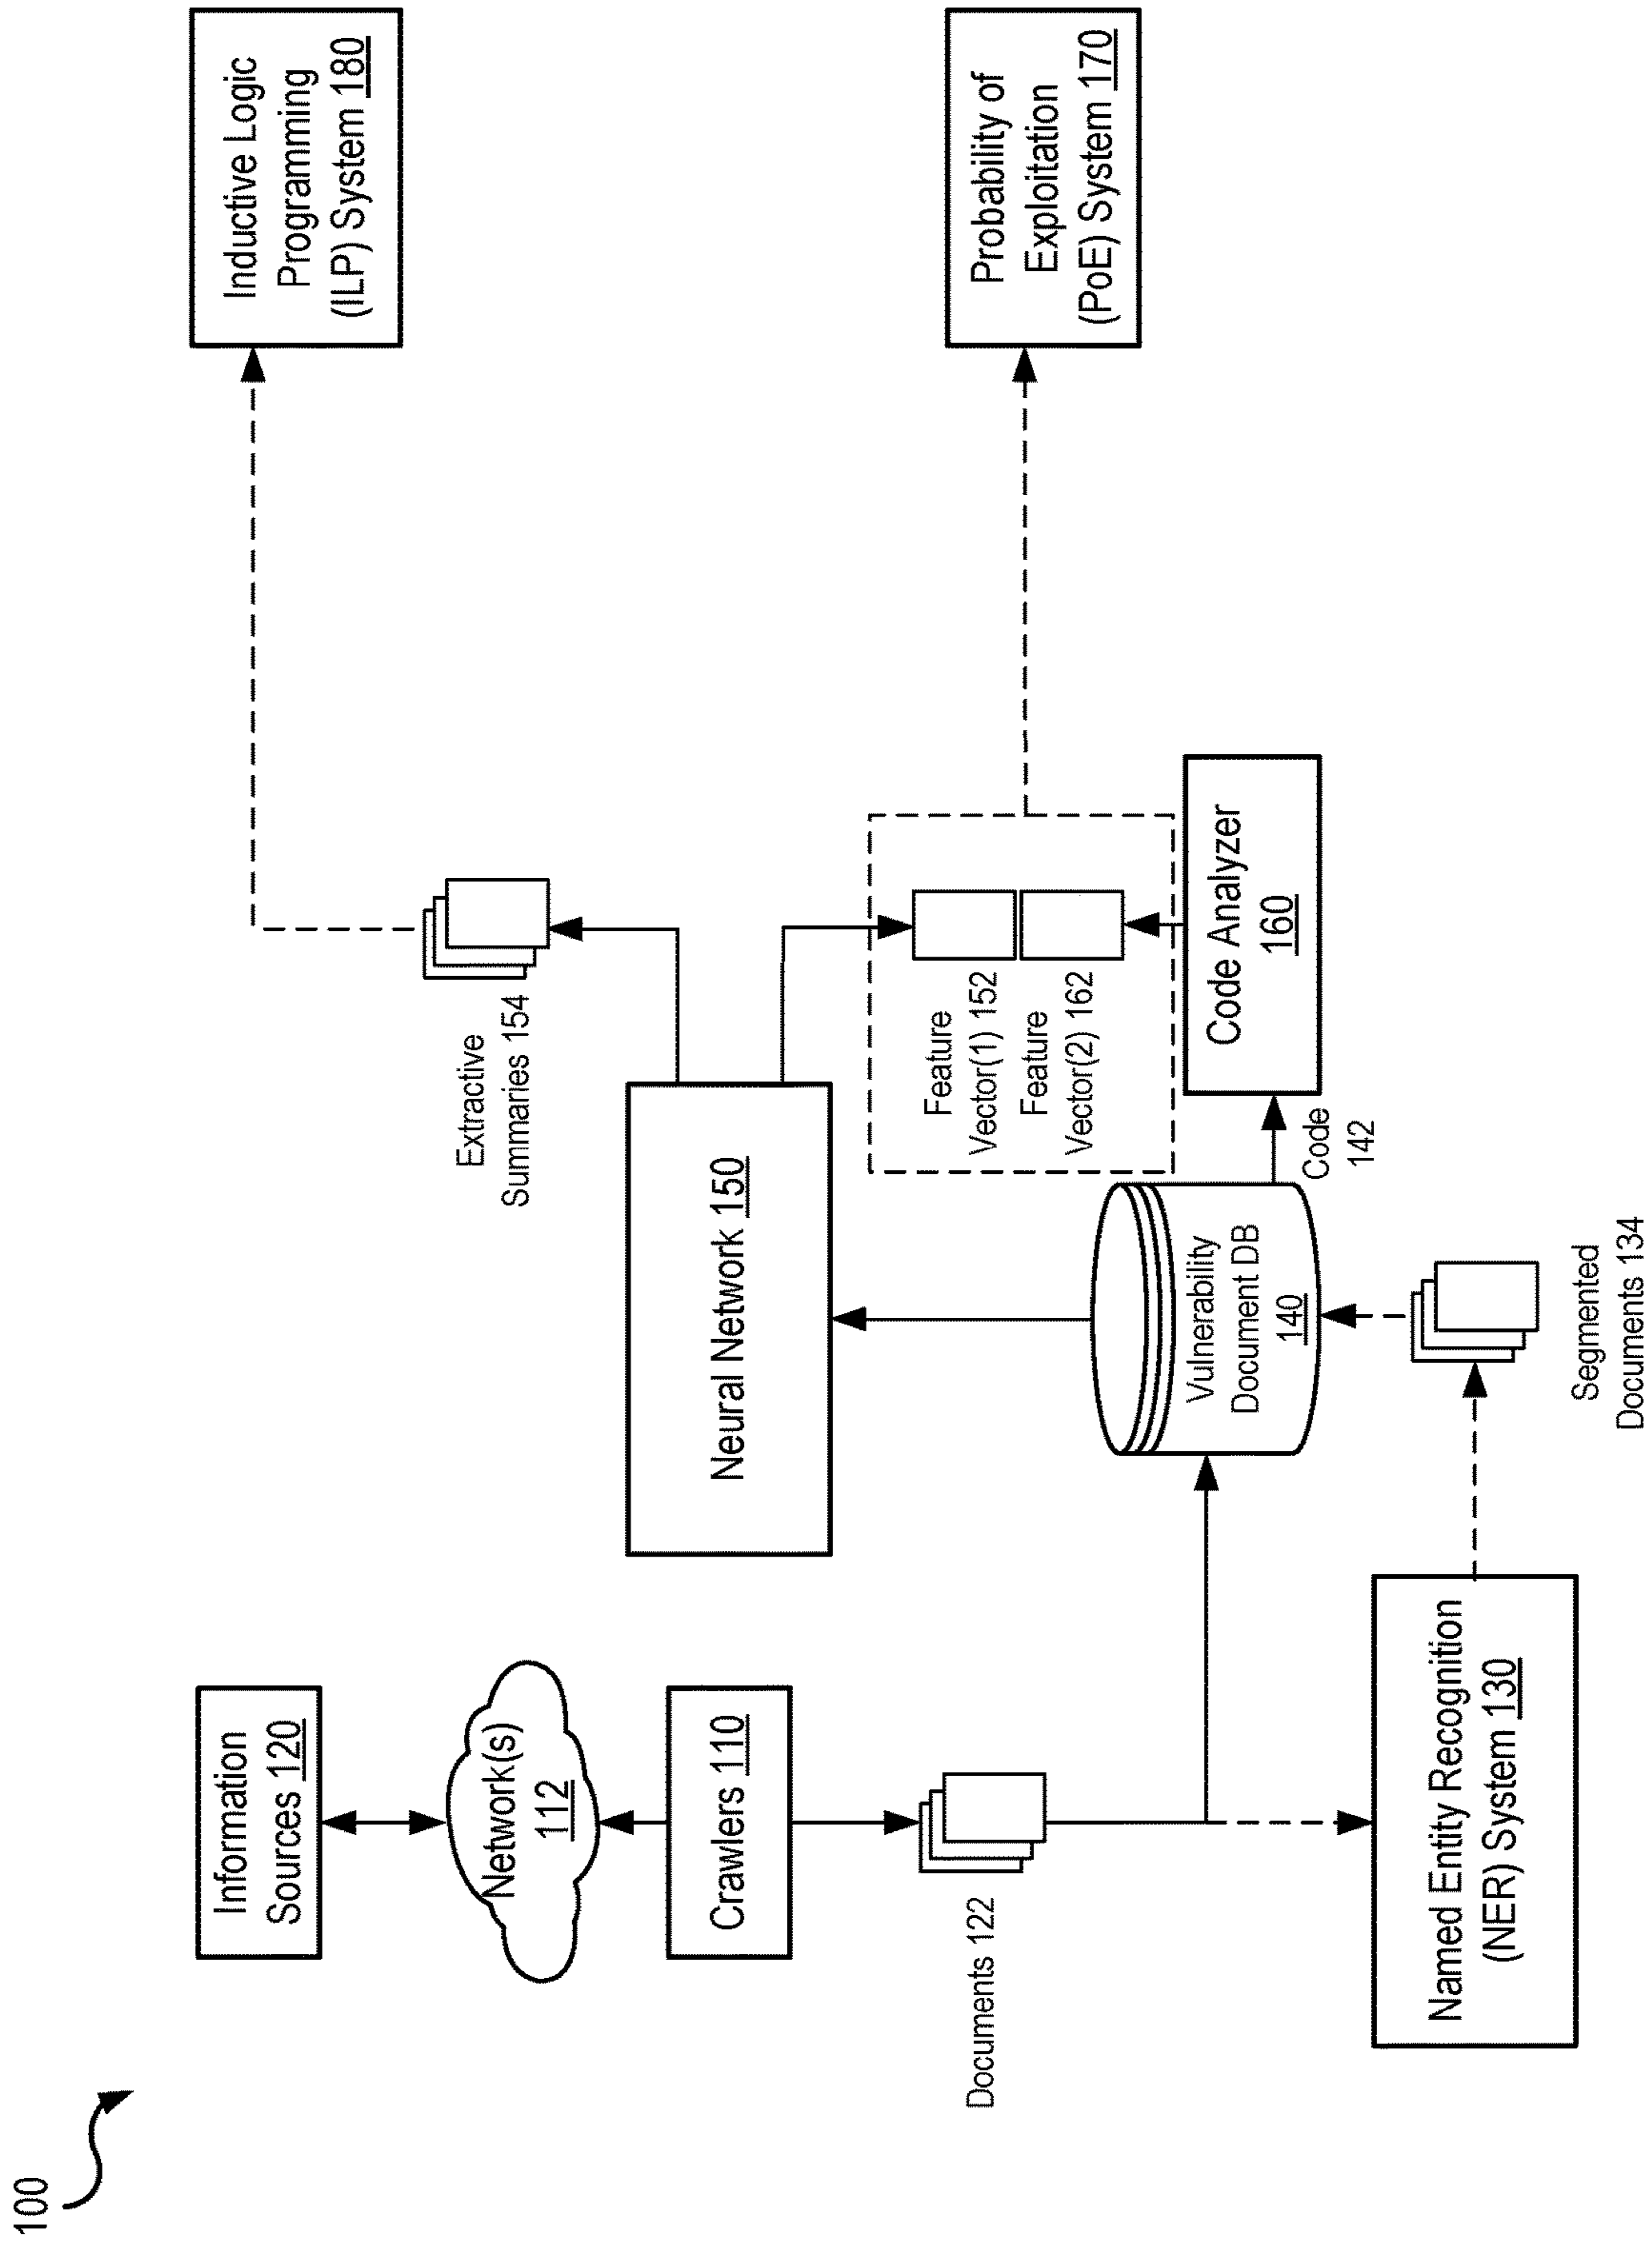 100
Information
Sources 120
Network(s)
112
Crawlers 110
Documents 122
Named Entity Recognition
(NER) System 130
Segmented
Documents 134
Vulnerability
Document DB
140
Code
142
Neural Network 150
Extractive
Summaries 154
Feature
Vector(1) 152
Feature
Vector(2) 162
Code Analyzer
160
Inductive Logic
Programming
(ILP) System 180
Probability of
Exploitation
(PoE) System 170